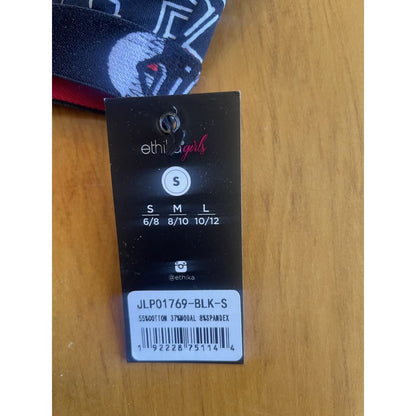 ethika girls
S
S M L
6/8 8/10 10/12
@ethika
JLP01769-BLK-S
55%COTTON 37%MODAL 8%SPANDEX
1 92228 75114 4